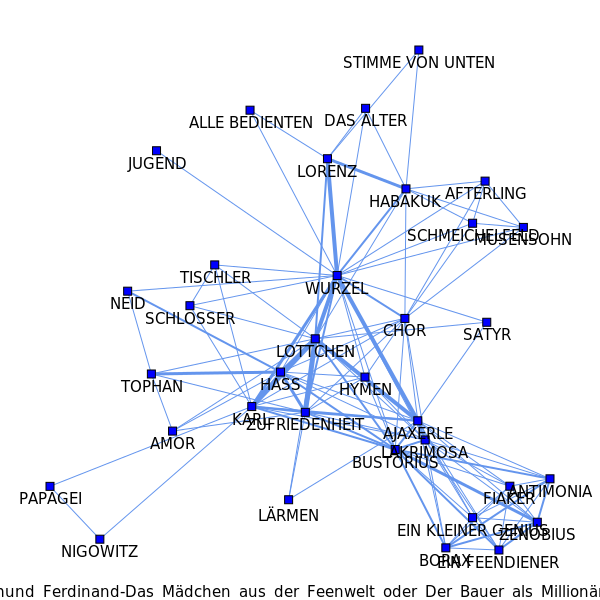 STIMME VON UNTEN
ALLE BEDIENTEN
DAS ALTER
JUGEND
LORENZ
HABAKUK
AFTERLING
SCHMEICHELFELD
MUSENSOHN
TISCHLER
WURZEL
NEID
SCHLOSSER
CHOR
SATYR
LOTTCHEN
TOPHAN
HASS
HYMEN
KARL
ZUFRIEDENHEIT
AJAXERLE
AMOR
LAKRIMOSA
BUSTORIUS
PAPAGEI
FIAKER
ANTIMONIA
LÄRMEN
EIN KLEINER GENIUS
ZENOBIUS
NIGOWITZ
BORAX
EIN FEENDIENER
mund Ferdinand-Das Mädchen aus der Feenwelt oder Der Bauer als Millionä